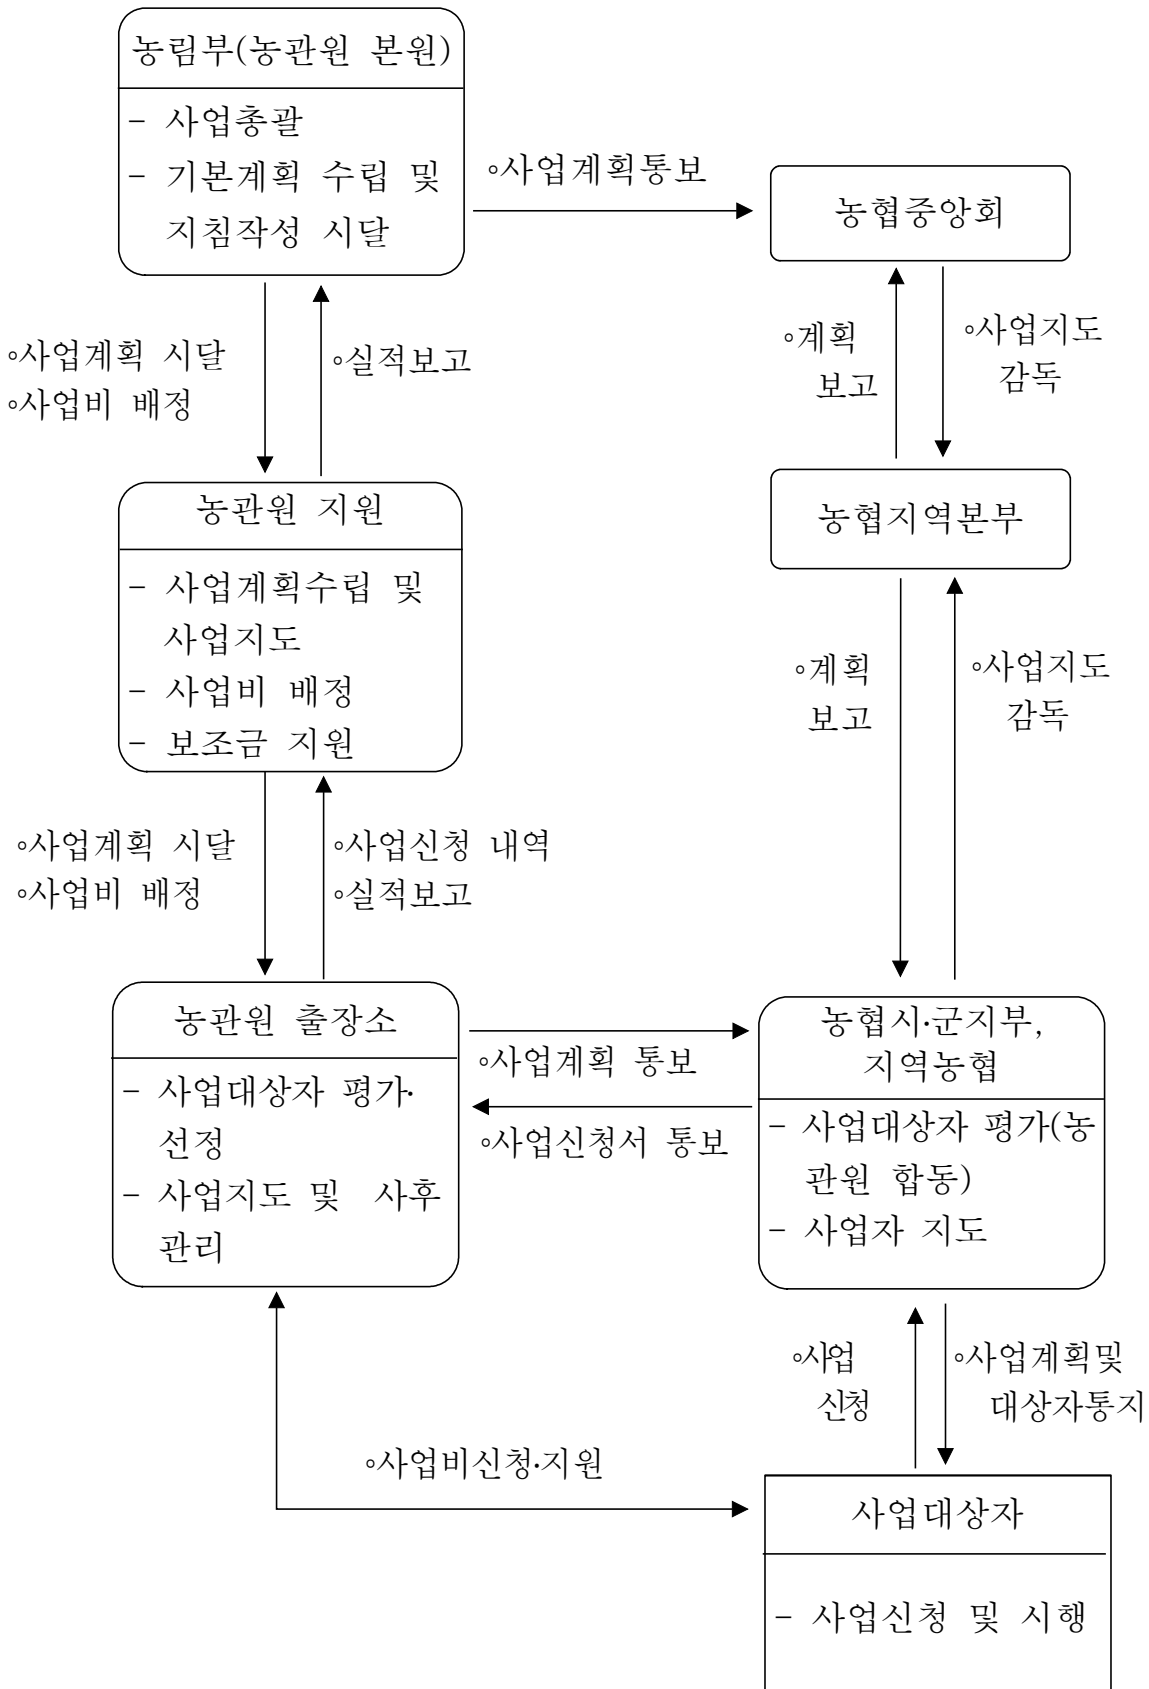 농림부(농관원 본원)
- 사업총괄
- 기본계획 수립 및
지침작성 시달
◦사업계획통보
농협중앙회
◦사업계획 시달
◦사업비 배정
◦실적보고
◦계획
보고
◦사업지도
감독
농관원 지원
- 사업계획수립 및
사업지도
- 사업비 배정
- 보조금 지원
농협지역본부
◦계획
보고
◦사업지도
감독
◦사업계획 시달
◦사업비 배정
◦사업신청 내역
◦실적보고
농관원 출장소
- 사업대상자 평가·
선정
- 사업지도 및 사후
관리
◦사업계획 통보
◦사업신청서 통보
농협시·군지부,
지역농협
- 사업대상자 평가(농
관원 합동)
- 사업자 지도
◦사업
신청
◦사업계획및
대상자통지
◦사업비신청·지원
사업대상자
- 사업신청 및 시행